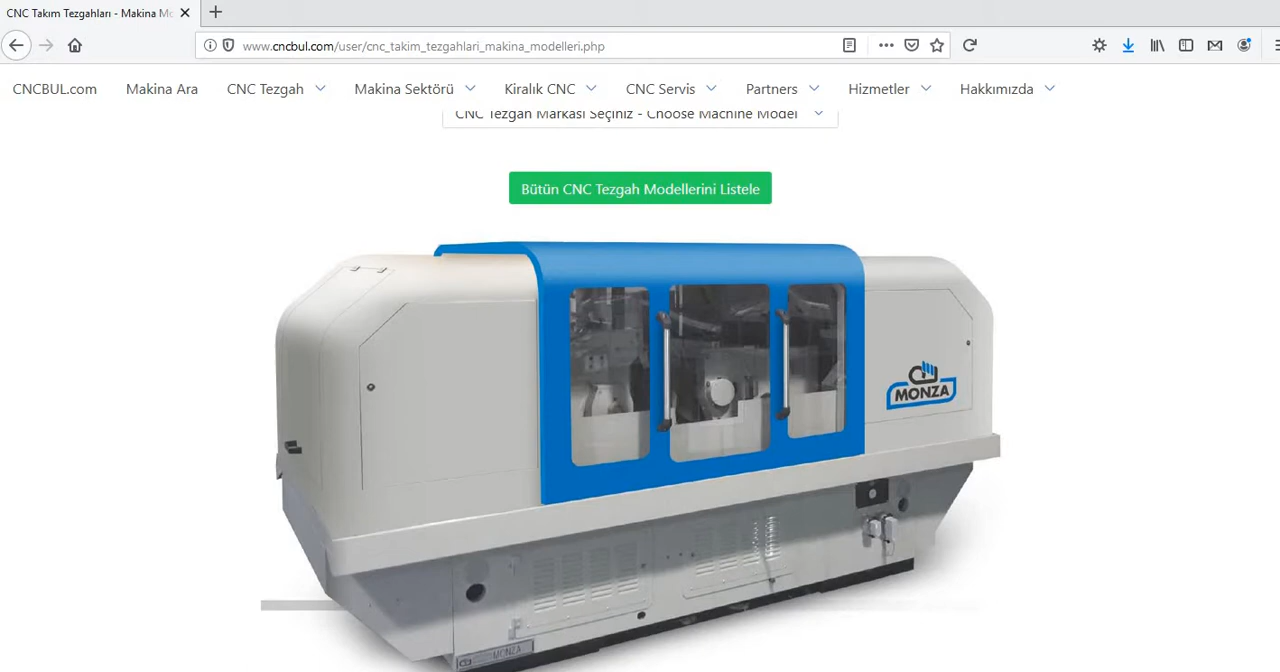 CNC Takım Tezgahları - Makina Mo
www.cncbul.com/user/cnc_takim_tezgahlari_makina_modelleri.php
CNCBUL.com Makina Ara CNC Tezgah Makina Sektörü Kiralık CNC CNC Servis Partners Hizmetler Hakkımızda
CNC Tezgah Markası Seçiniz - Choose Machine Model
Bütün CNC Tezgah Modellerini Listele
MONZA
MONZA